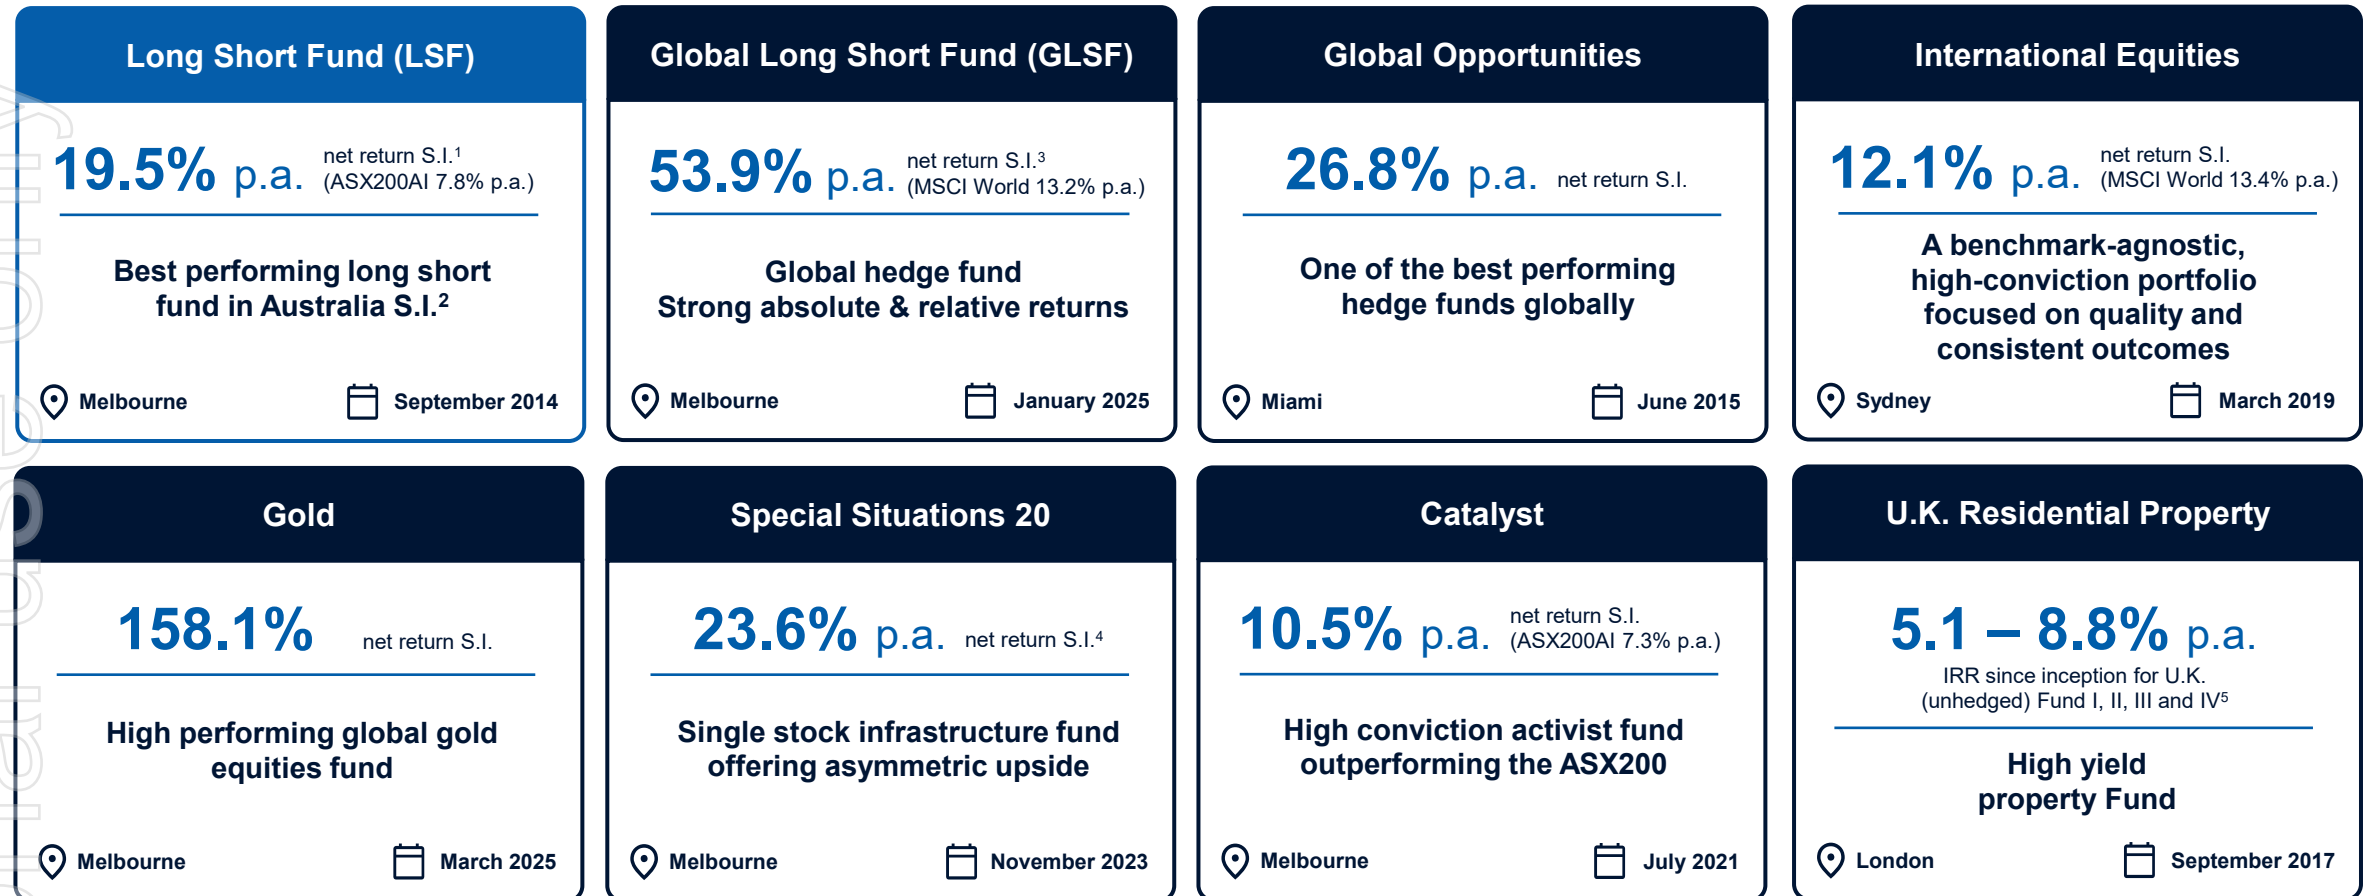 Long Short Fund (LSF)
19.5% p.a. net return S.I.¹
(ASX200AI 7.8% p.a.)
Best performing long short
fund in Australia S.I.²
Melbourne
September 2014
Global Long Short Fund (GLSF)
53.9% p.a. net return S.I.³
(MSCI World 13.2% p.a.)
Global hedge fund
Strong absolute & relative returns
Melbourne
January 2025
Global Opportunities
26.8% p.a. net return S.I.
One of the best performing
hedge funds globally
Miami
June 2015
International Equities
12.1% p.a. net return S.I.
(MSCI World 13.4% p.a.)
A benchmark-agnostic,
high-conviction portfolio
focused on quality and
consistent outcomes
Sydney
March 2019
Gold
158.1% net return S.I.
High performing global gold
equities fund
Melbourne
March 2025
Special Situations 20
23.6% p.a. net return S.I.⁴
Single stock infrastructure fund
offering asymmetric upside
Melbourne
November 2023
Catalyst
10.5% p.a. net return S.I.
(ASX200AI 7.3% p.a.)
High conviction activist fund
outperforming the ASX200
Melbourne
July 2021
U.K. Residential Property
5.1 – 8.8% p.a.
IRR since inception for U.K.
(unhedged) Fund I, II, III and IV⁵
High yield
property Fund
London
September 2017